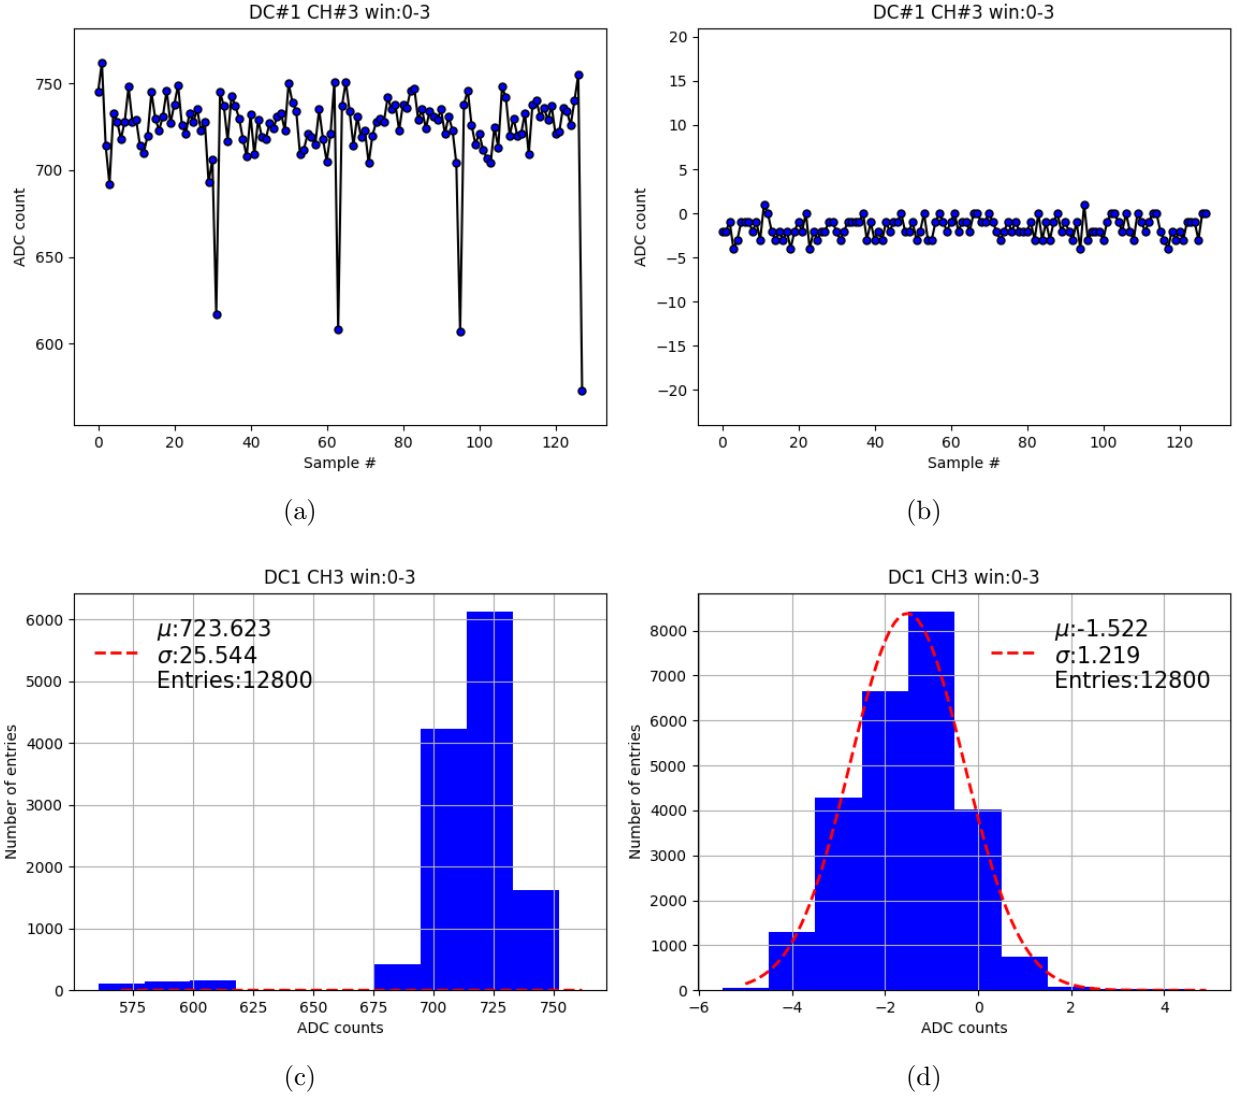 DC#1 CH#3 win:0-3
ADC count
750
700
650
600
0 20 40 60 80 100 120
Sample #
(a)
DC#1 CH#3 win:0-3
ADC count
20
15
10
5
0
−5
−10
−15
−20
0 20 40 60 80 100 120
Sample #
(b)
DC1 CH3 win:0-3
Number of entries
6000
5000
4000
3000
2000
1000
0
μ:723.623
σ:25.544
Entries:12800
575 600 625 650 675 700 725 750
ADC counts
(c)
DC1 CH3 win:0-3
Number of entries
8000
7000
6000
5000
4000
3000
2000
1000
0
μ:-1.522
σ:1.219
Entries:12800
−6 −4 −2 0 2 4
ADC counts
(d)